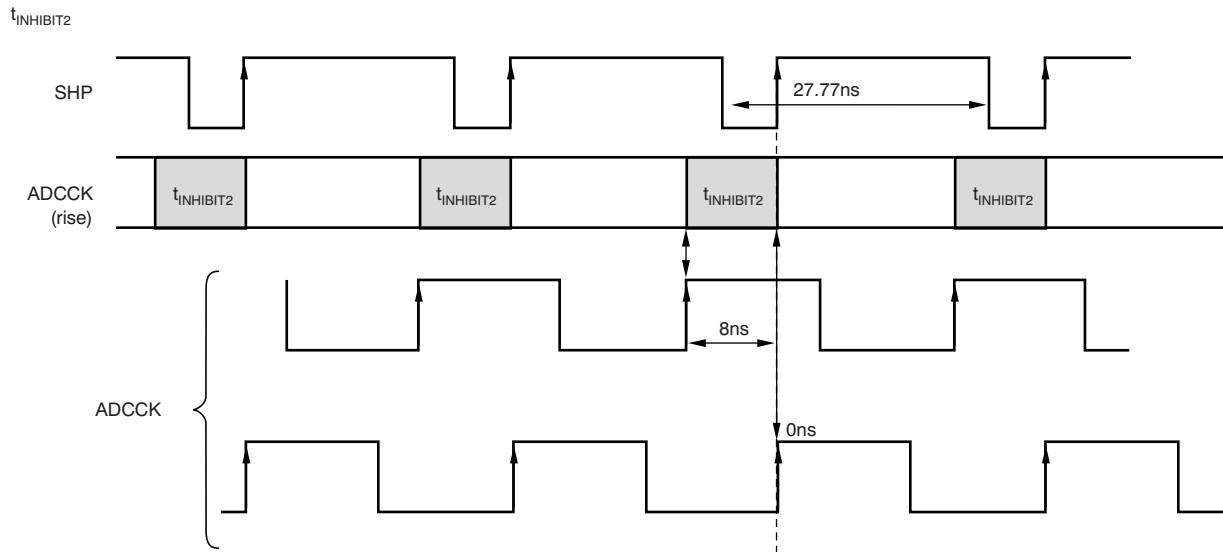 tINHIBIT2
SHP
27.77ns
ADCCK
(rise)
tINHIBIT2
tINHIBIT2
tINHIBIT2
tINHIBIT2
8ns
ADCCK
0ns